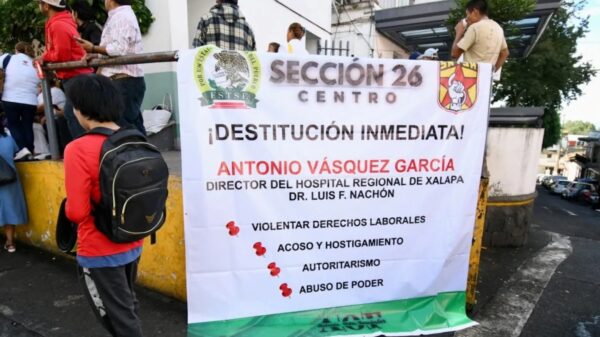 SECCIÓN 26
CENTRO
¡DESTITUCIÓN INMEDIATA!
ANTONIO VÁSQUEZ GARCÍA
DIRECTOR DEL HOSPITAL REGIONAL DE XALAPA
DR. LUIS F. NACHÓN
VIOLENTAR DERECHOS LABORALES
ACOSO Y HOSTIGAMIENTO
AUTORITARISMO
ABUSO DE PODER